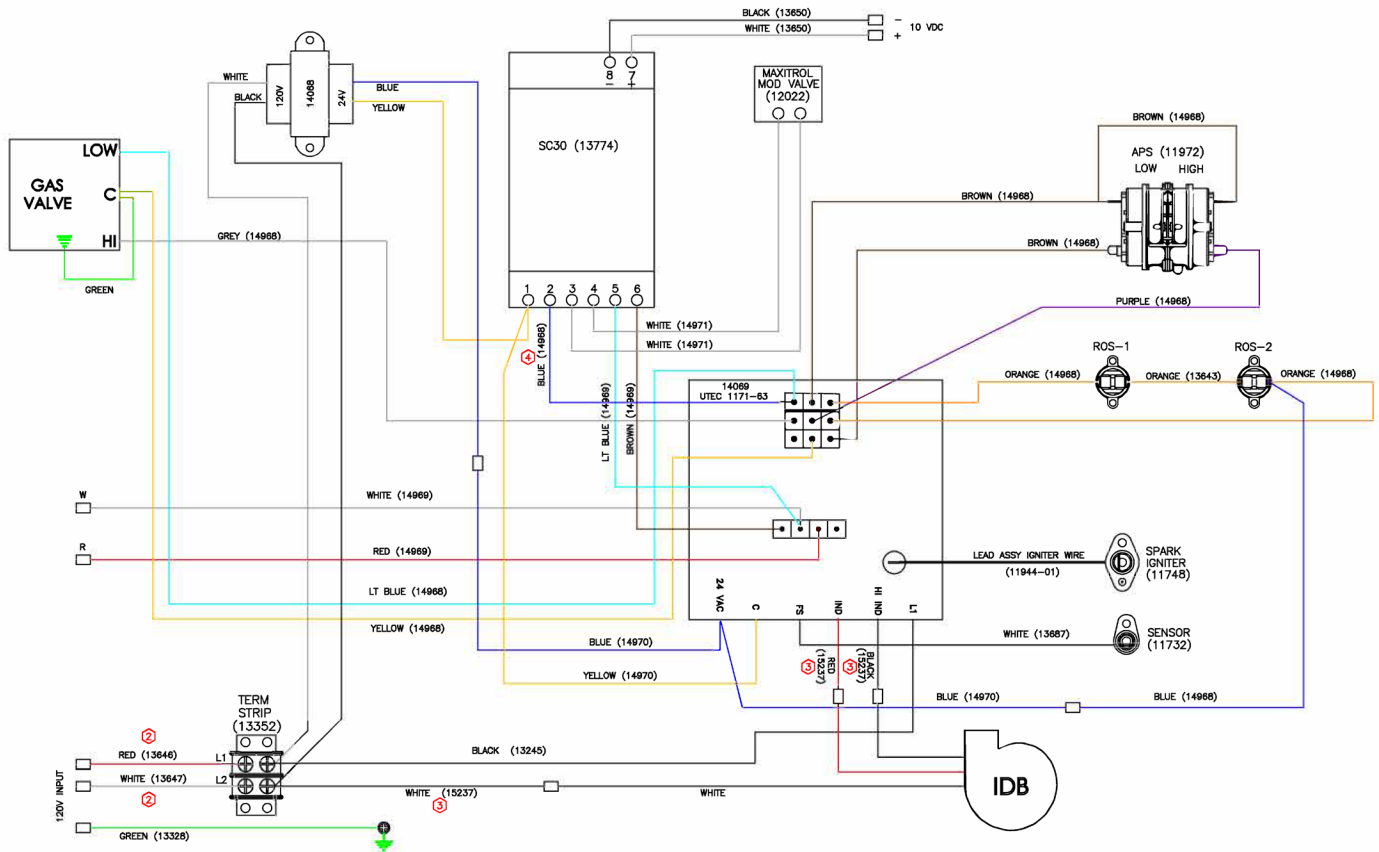 BLACK (13650)
WHITE (13650)
−
+
10 VDC
WHITE
BLACK
120V
14068
24V
BLUE
YELLOW
8
7
−
+
SC30 (13774)
1
2
3
4
5
6
MAXITROL
MOD VALVE
(12022)
BROWN (14968)
APS (11972)
LOW
HIGH
BROWN (14968)
BROWN (14968)
PURPLE (14968)
LOW
GAS
VALVE
C
HI
GREY (14968)
GREEN
WHITE (14971)
WHITE (14971)
4
BLUE (14968)
LT BLUE (14969)
BROWN (14969)
14069
UTEC 1171-63
ROS-1
ROS-2
ORANGE (14968)
ORANGE (13643)
ORANGE (14968)
W
WHITE (14969)
R
RED (14969)
LT BLUE (14968)
YELLOW (14968)
BLUE (14970)
YELLOW (14970)
24 VAC
C
FS
IND
HI IND
L1
LEAD ASSY IGNITER WIRE
(11944-01)
SPARK
IGNITER
(11748)
WHITE (13687)
SENSOR
(11732)
3
RED
(15237)
3
BLACK
(15237)
BLUE (14970)
BLUE (14968)
TERM
STRIP
(13352)
2
RED (13646)
L1
BLACK (13245)
120V INPUT
WHITE (13647)
L2
2
WHITE (15237)
3
WHITE
IDB
GREEN (13328)